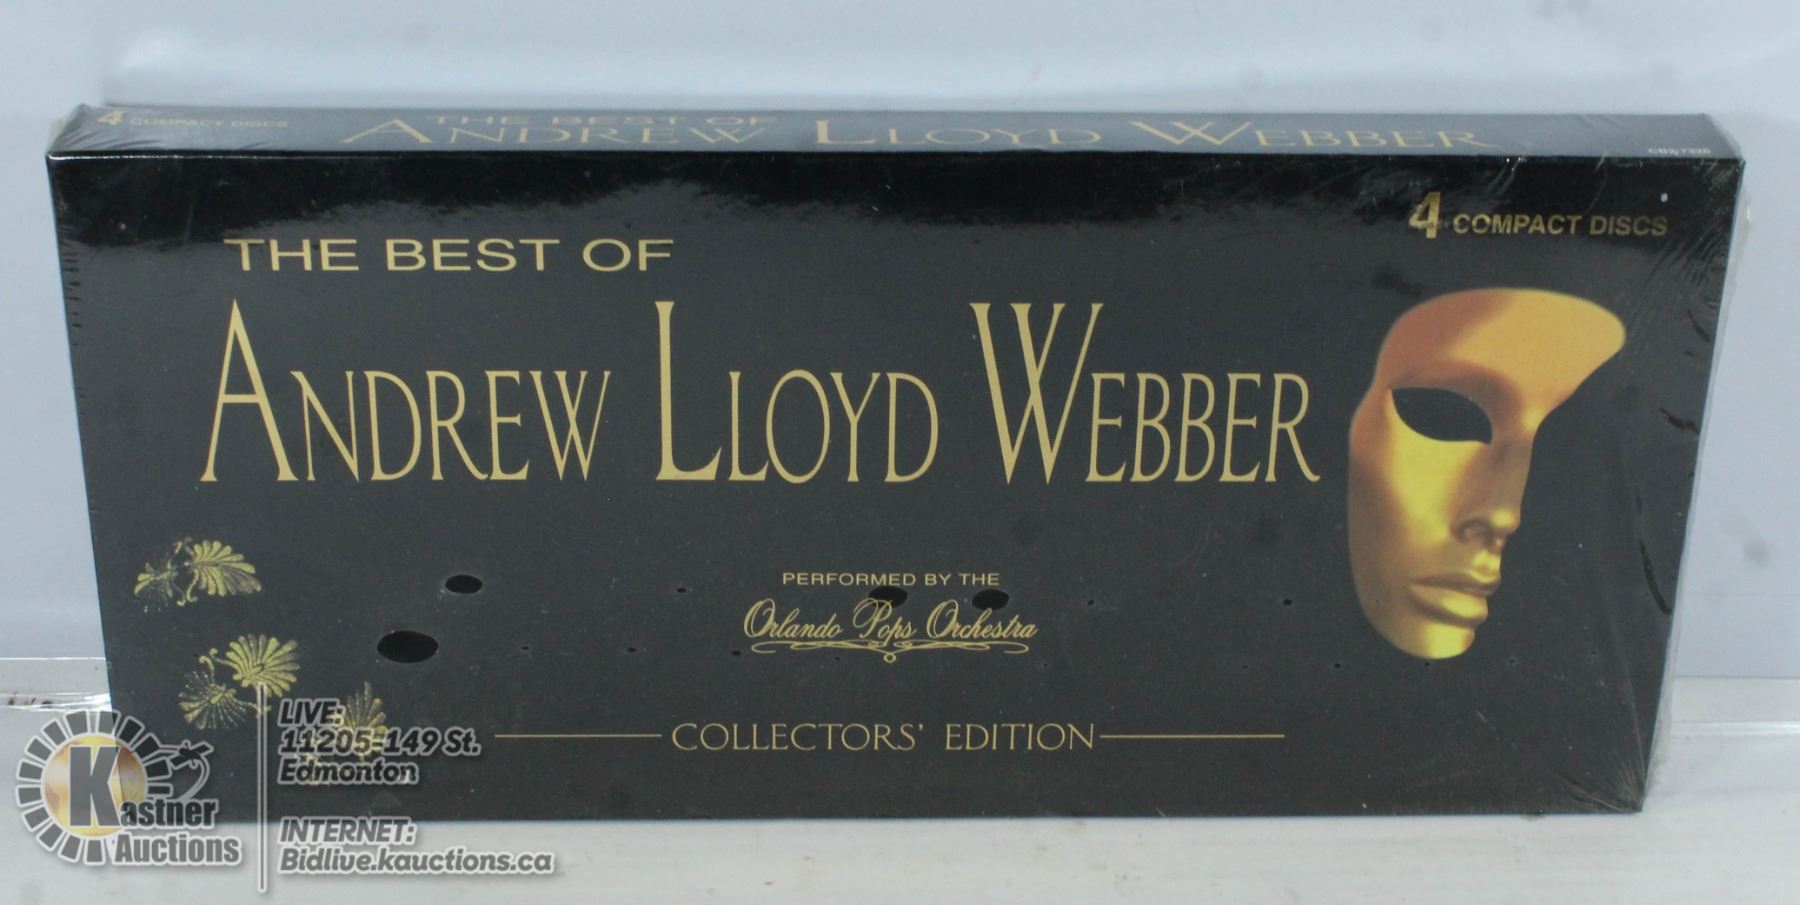 4 COMPACT DISCS
THE BEST OF
ANDREW LLOYD WEBBER
4 COMPACT DISCS
THE BEST OF
ANDREW LLOYD WEBBER
PERFORMED BY THE
Orlando Pops Orchestra
COLLECTORS' EDITION
Kastner
Auctions
LIVE:
11205-149 St.
Edmonton
INTERNET:
Bidlive.kauctions.ca